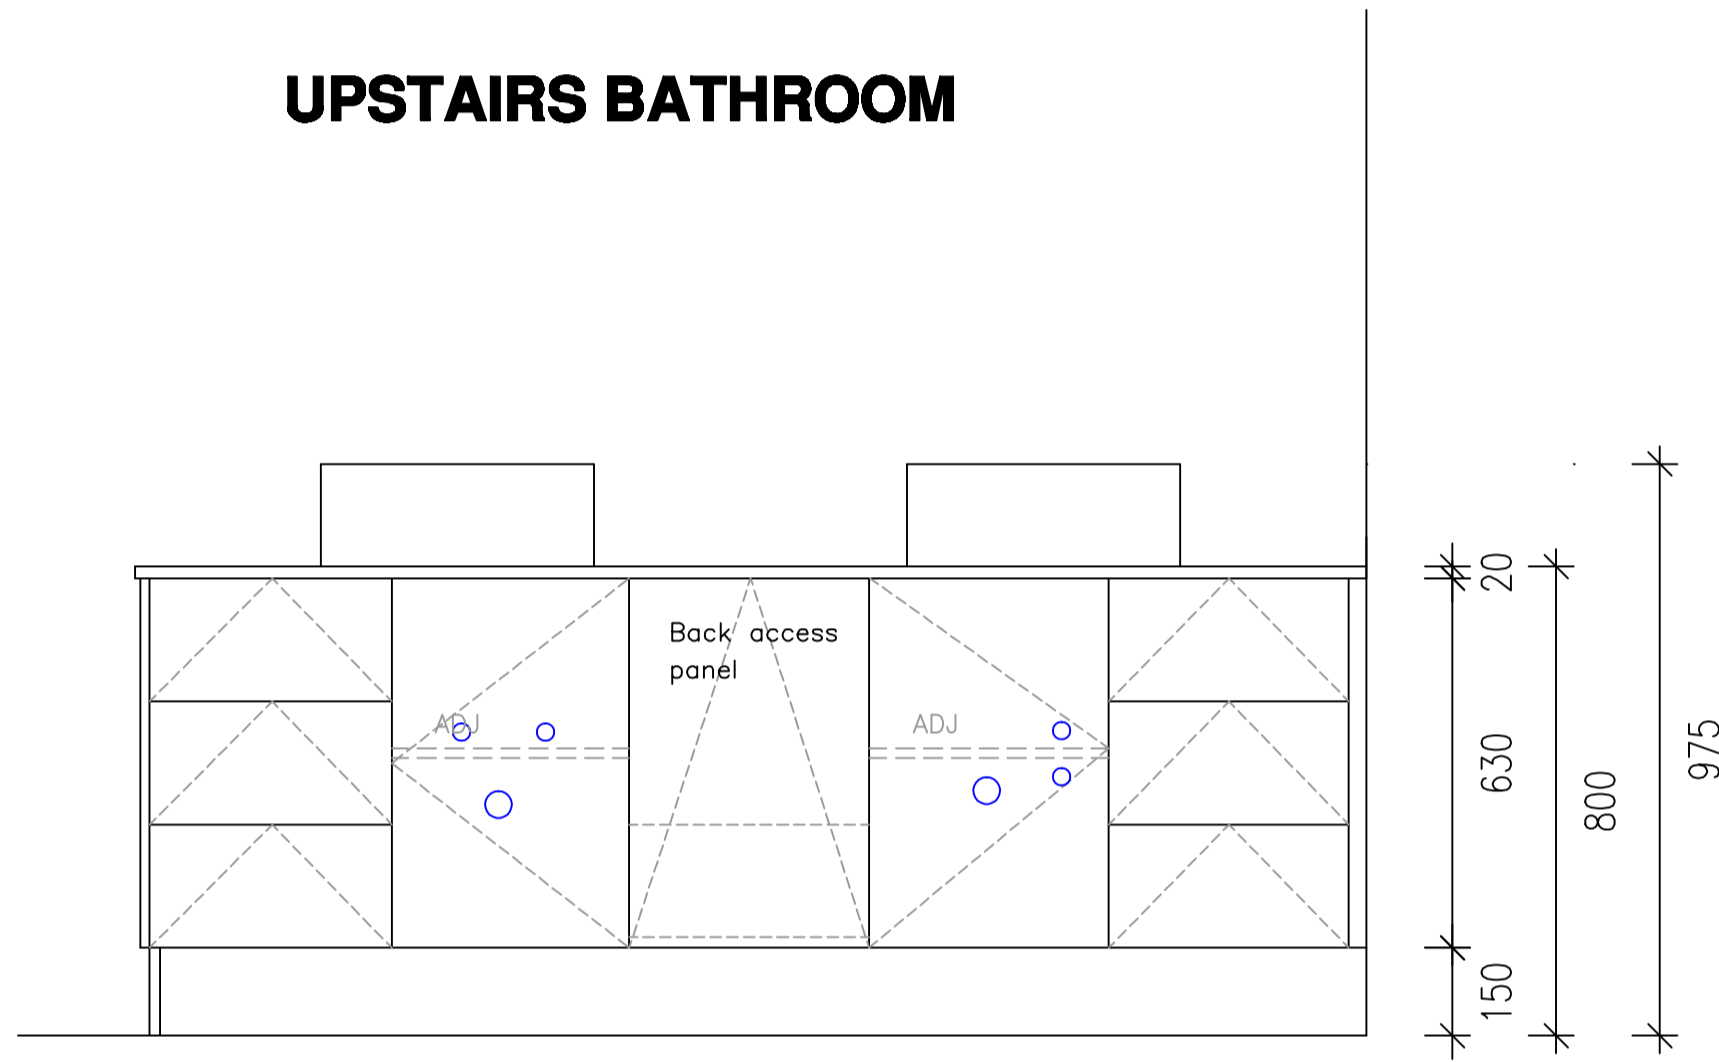 UPSTAIRS BATHROOM
Back access
panel
ADJ
ADJ
20
630
150
800
975